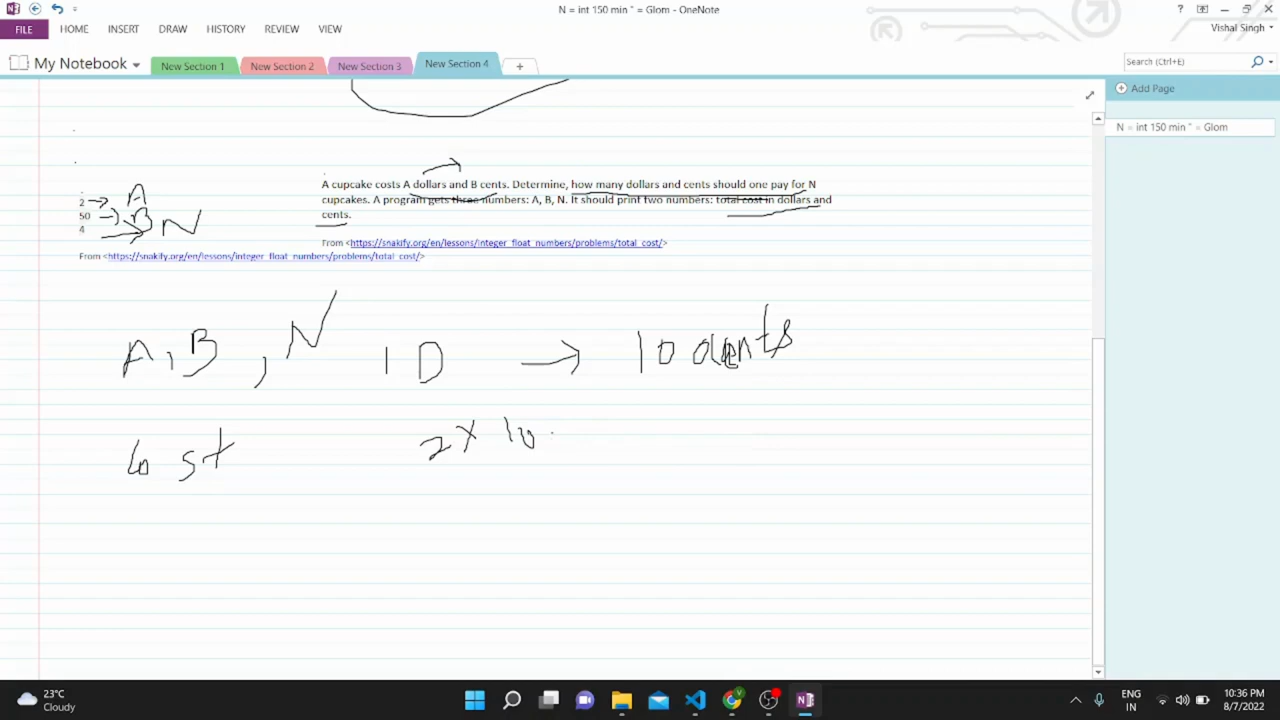 N = int 150 min " = Glom - OneNote
FILE HOME INSERT DRAW HISTORY REVIEW VIEW
Vishal Singh
My Notebook New Section 1 New Section 2 New Section 3 New Section 4 +
Search (Ctrl+E)
Add Page
N = int 150 min " = Glom
A cupcake costs A dollars and B cents. Determine, how many dollars and cents should one pay for N
cupcakes. A program gets three numbers: A, B, N. It should print two numbers: total cost in dollars and
cents.
From <https://snakify.org/en/lessons/integer_float_numbers/problems/total_cost/>
2 A
50 B
4 N
From <https://snakify.org/en/lessons/integer_float_numbers/problems/total_cost/>
A, B, N 1 D → 10
cost 2 x 10
23°C
Cloudy
ENG
IN
10:36 PM
8/7/2022